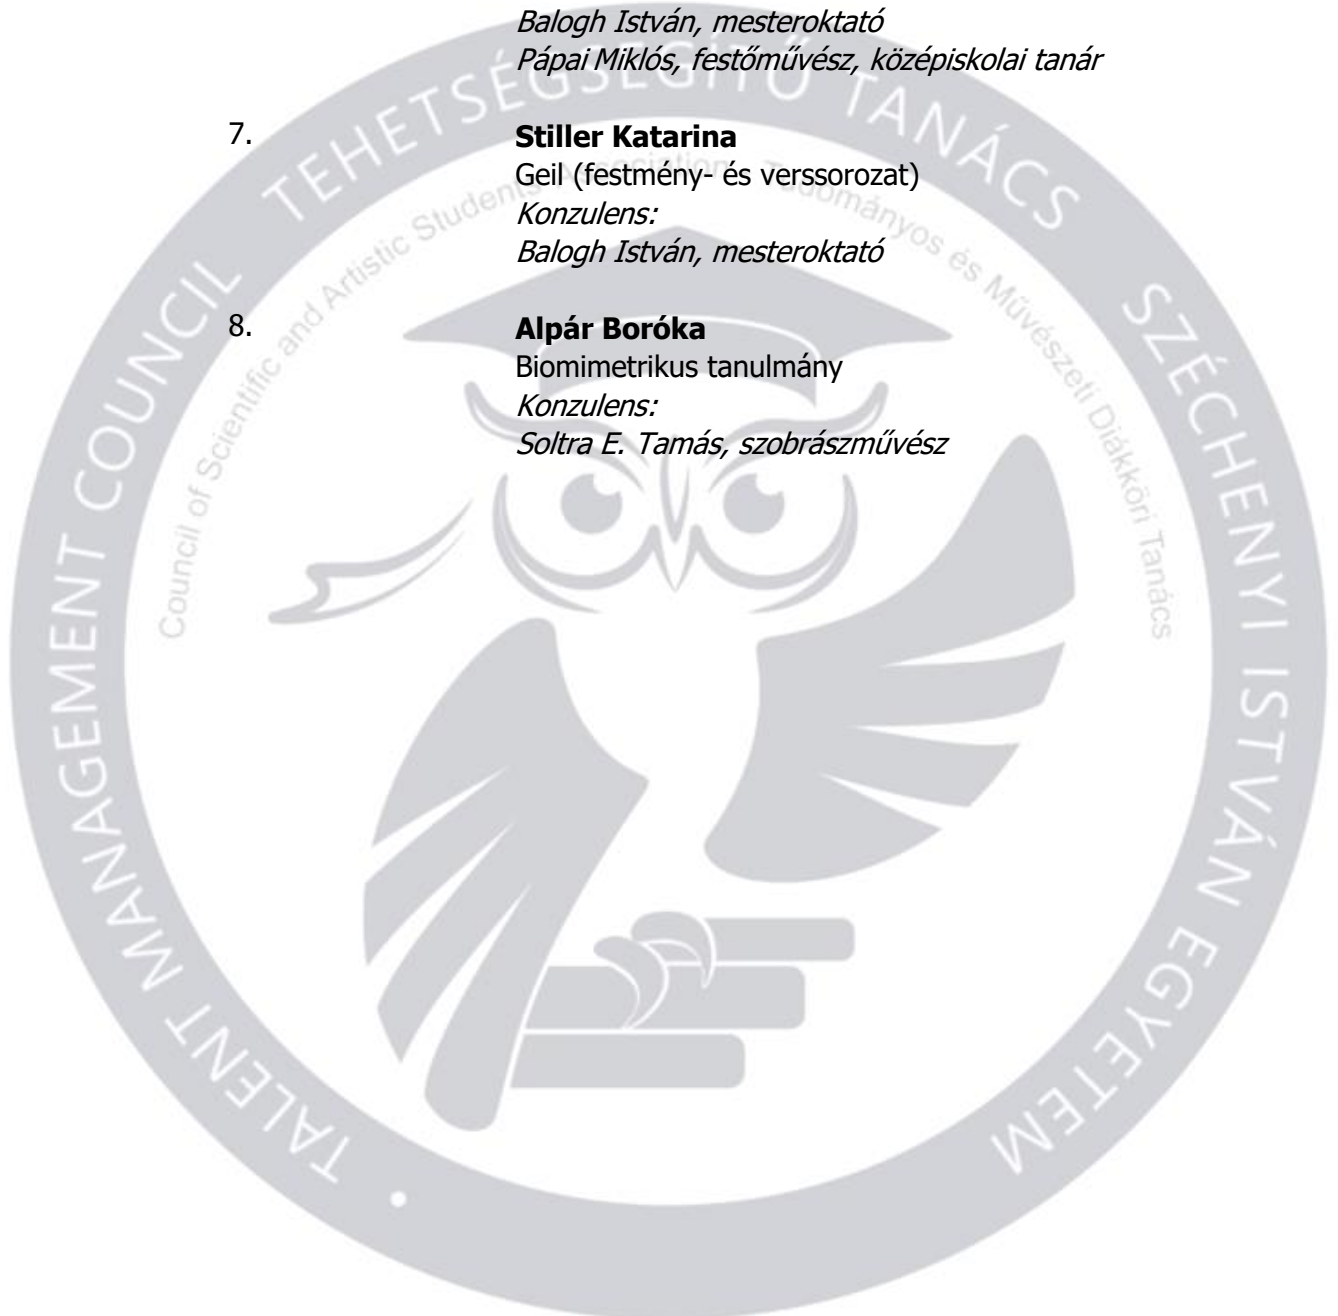 Balogh István, mesteroktató
Pápai Miklós, festőművész, középiskolai tanár
7.
Stiller Katarina
Geil (festmény- és verssorozat)
Konzulens:
Balogh István, mesteroktató
8.
Alpár Boróka
Biomimetrikus tanulmány
Konzulens:
Soltra E. Tamás, szobrászművész
TALENT MANAGEMENT COUNCIL TEHETSÉGSEGÍTŐ TANÁCS SZÉCHENYI ISTVÁN EGYETEM
Council of Scientific and Artistic Students' Association Tudományos és Művészeti Diákköri Tanács